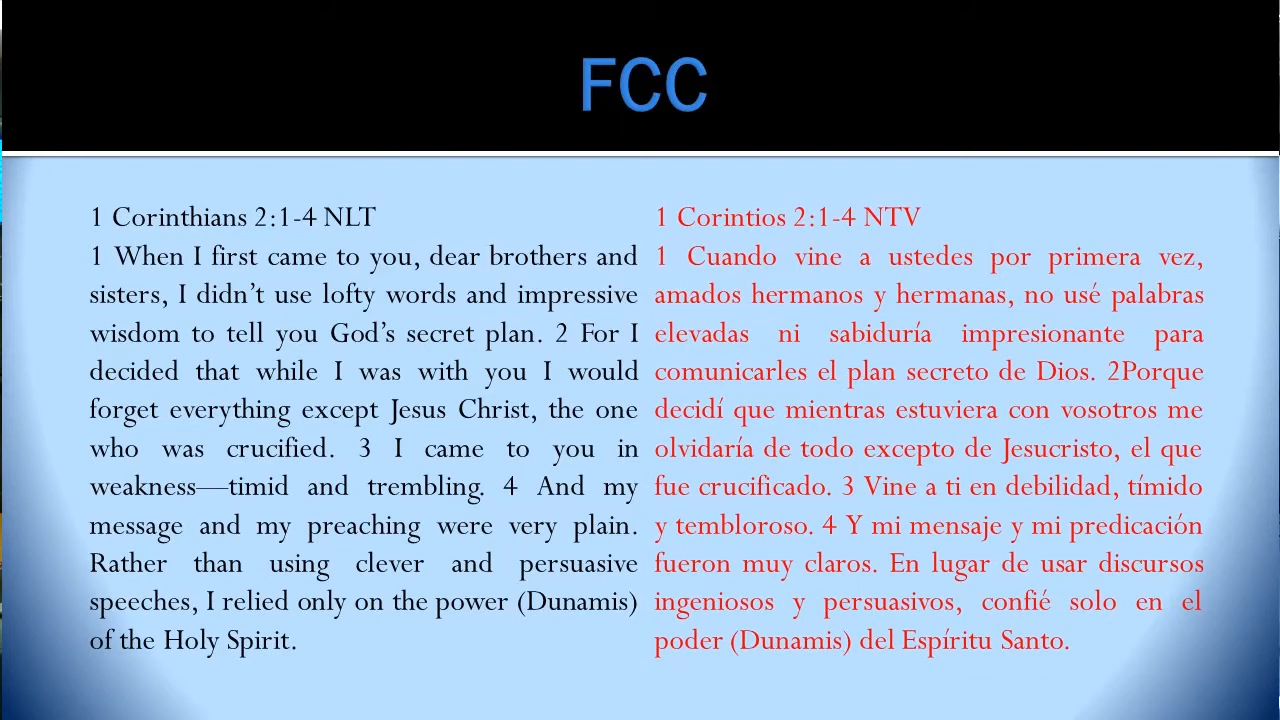 FCC
1 Corinthians 2:1-4 NLT
1 When I first came to you, dear brothers and
sisters, I didn’t use lofty words and impressive
wisdom to tell you God’s secret plan. 2 For I
decided that while I was with you I would
forget everything except Jesus Christ, the one
who was crucified. 3 I came to you in
weakness—timid and trembling. 4 And my
message and my preaching were very plain.
Rather than using clever and persuasive
speeches, I relied only on the power (Dunamis)
of the Holy Spirit.
1 Corintios 2:1-4 NTV
1 Cuando vine a ustedes por primera vez,
amados hermanos y hermanas, no usé palabras
elevadas ni sabiduría impresionante para
comunicarles el plan secreto de Dios. 2Porque
decidí que mientras estuviera con vosotros me
olvidaría de todo excepto de Jesucristo, el que
fue crucificado. 3 Vine a ti en debilidad, tímido
y tembloroso. 4 Y mi mensaje y mi predicación
fueron muy claros. En lugar de usar discursos
ingeniosos y persuasivos, confié solo en el
poder (Dunamis) del Espíritu Santo.